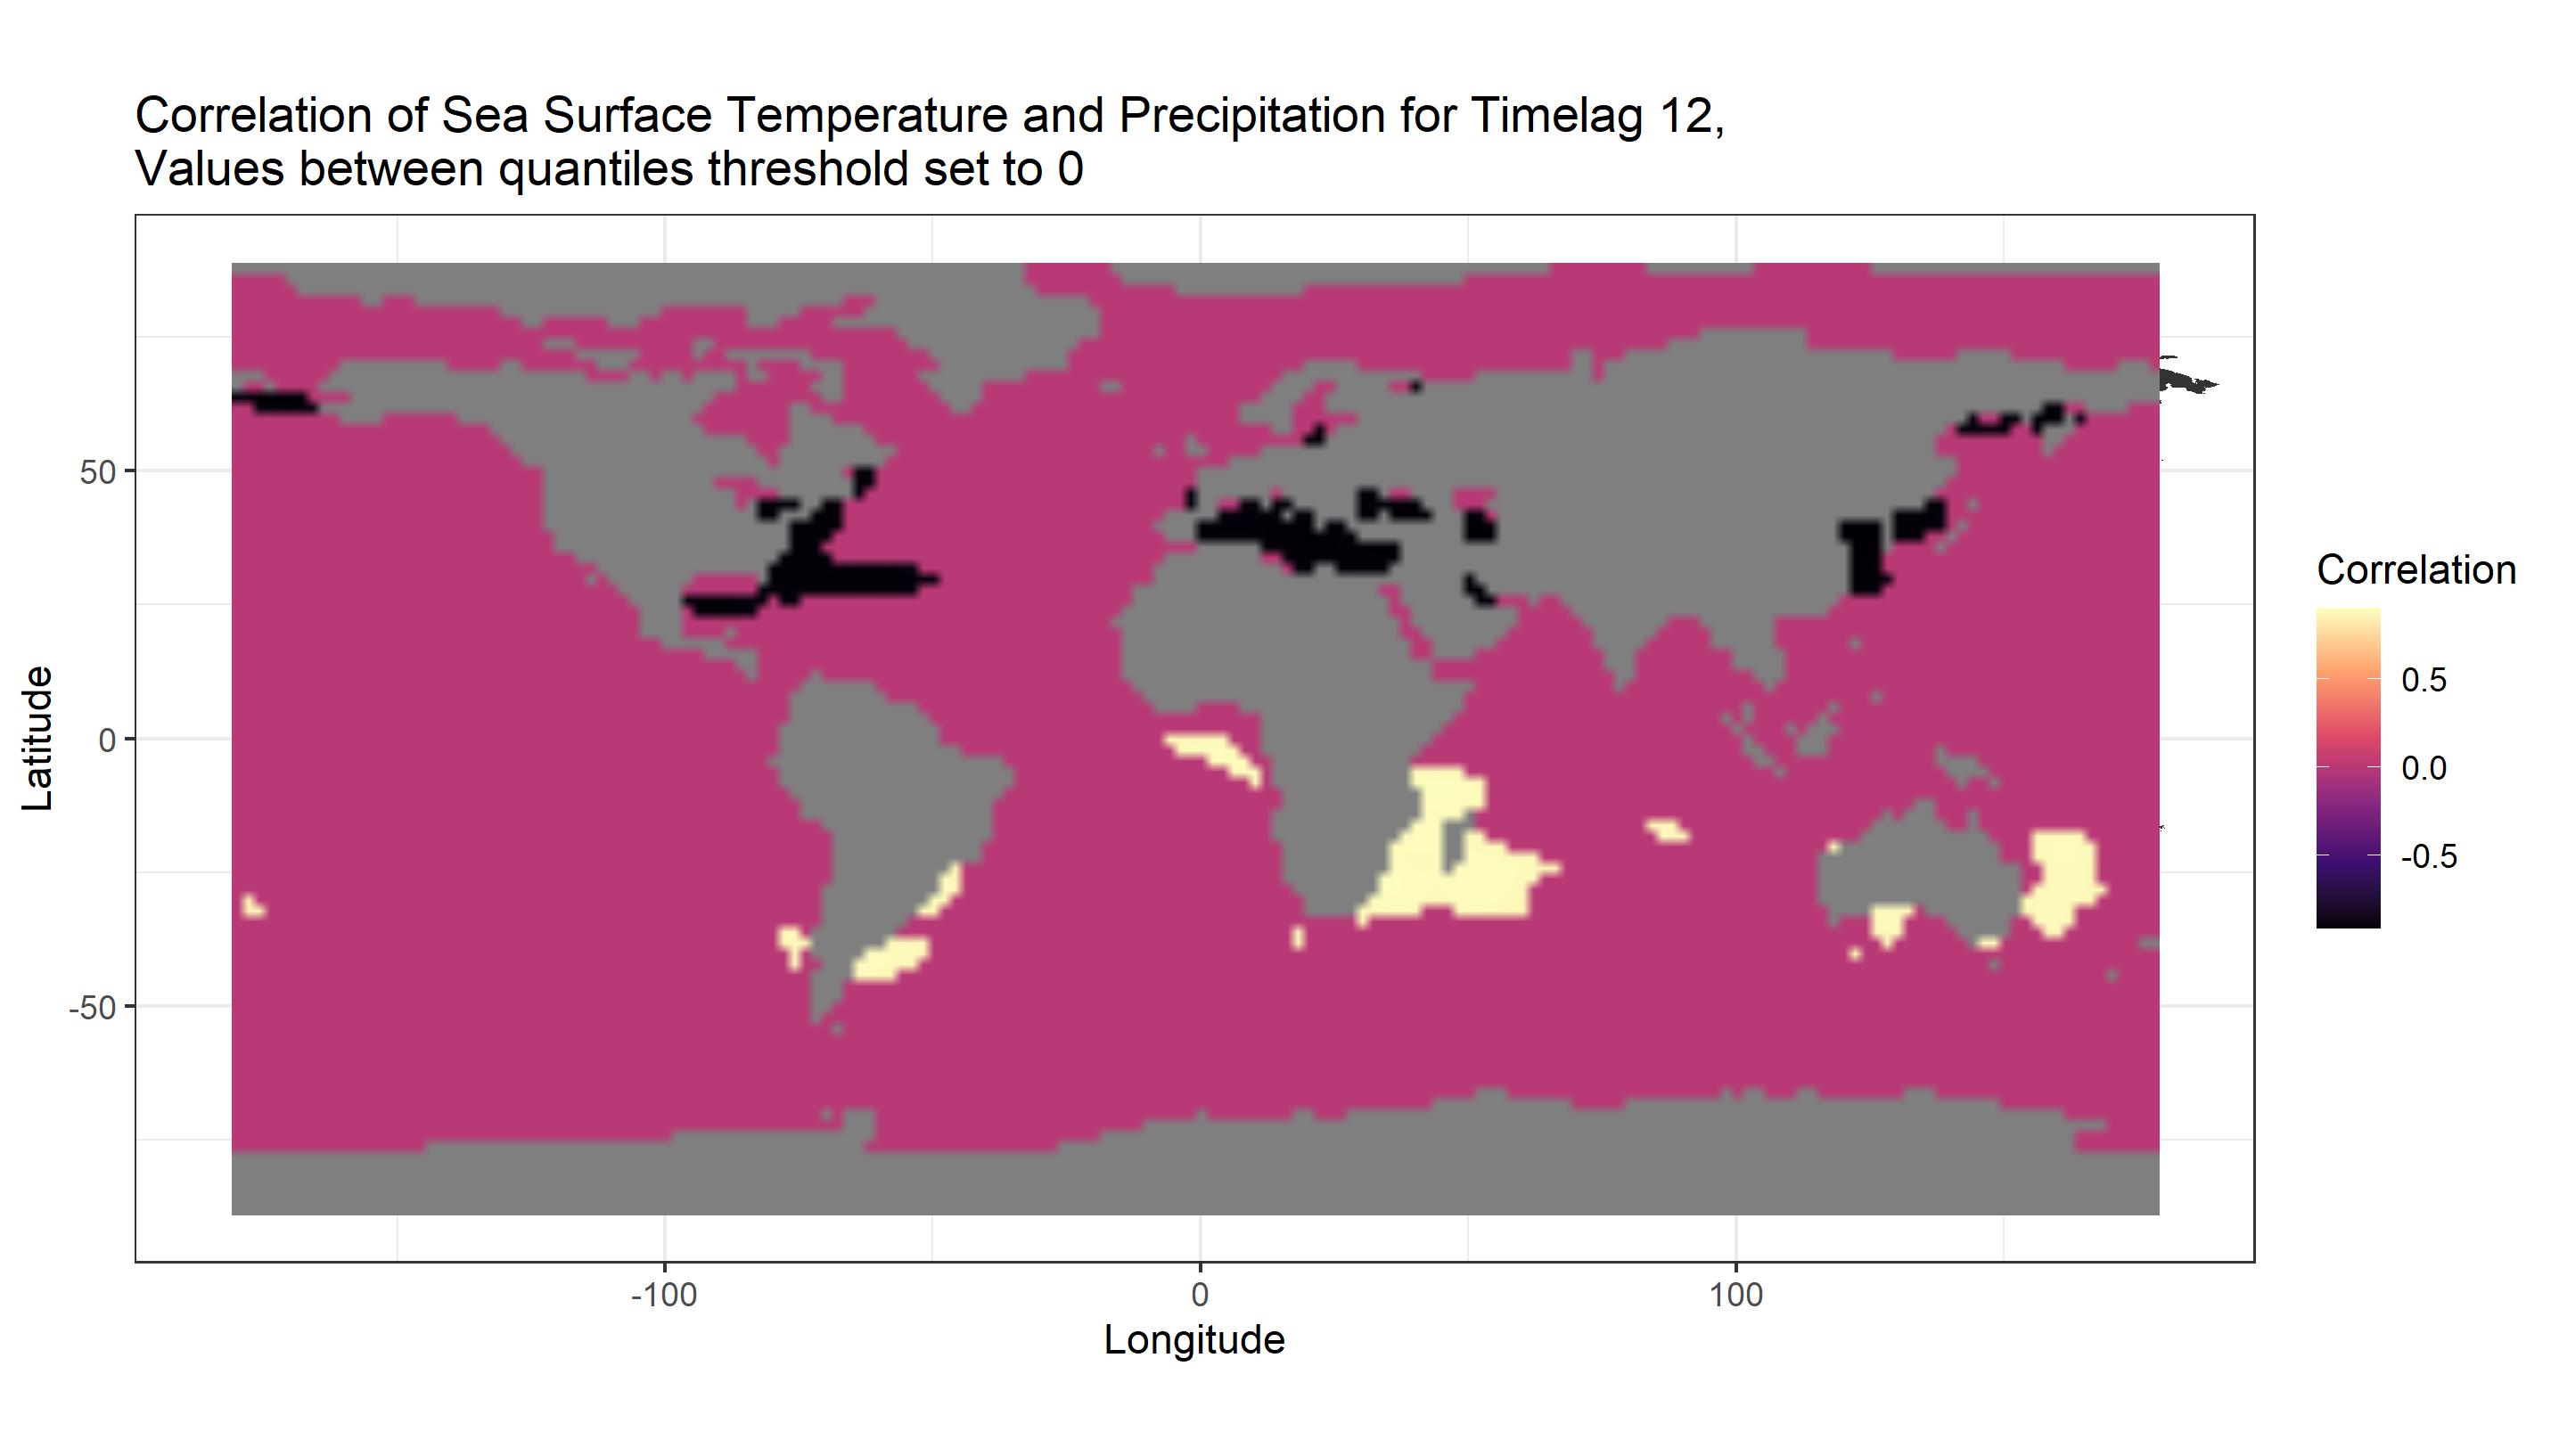 Correlation of Sea Surface Temperature and Precipitation for Timelag 12,
Values between quantiles threshold set to 0
50
0
-50
Latitude
-100
0
100
Longitude
Correlation
0.5
0.0
-0.5